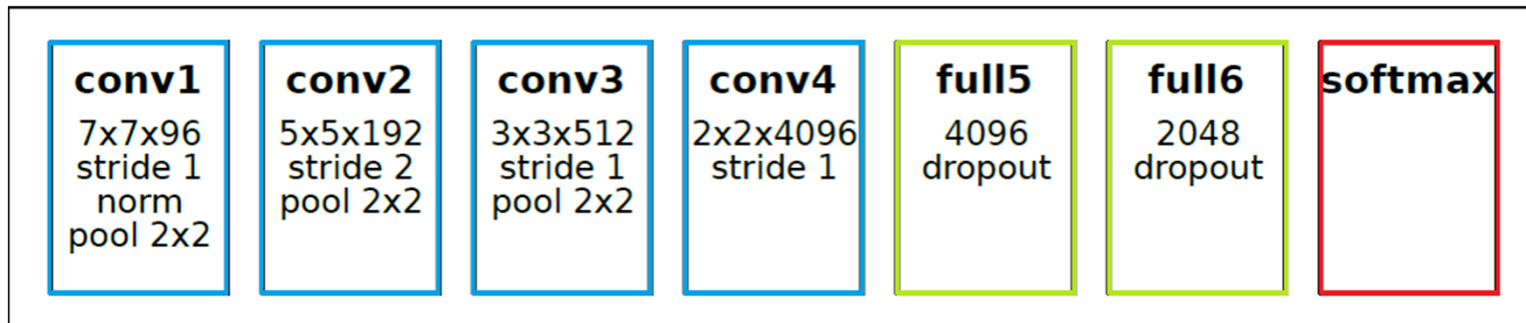 conv1
7x7x96
stride 1
norm
pool 2x2
conv2
5x5x192
stride 2
pool 2x2
conv3
3x3x512
stride 1
pool 2x2
conv4
2x2x4096
stride 1
full5
4096
dropout
full6
2048
dropout
softmax